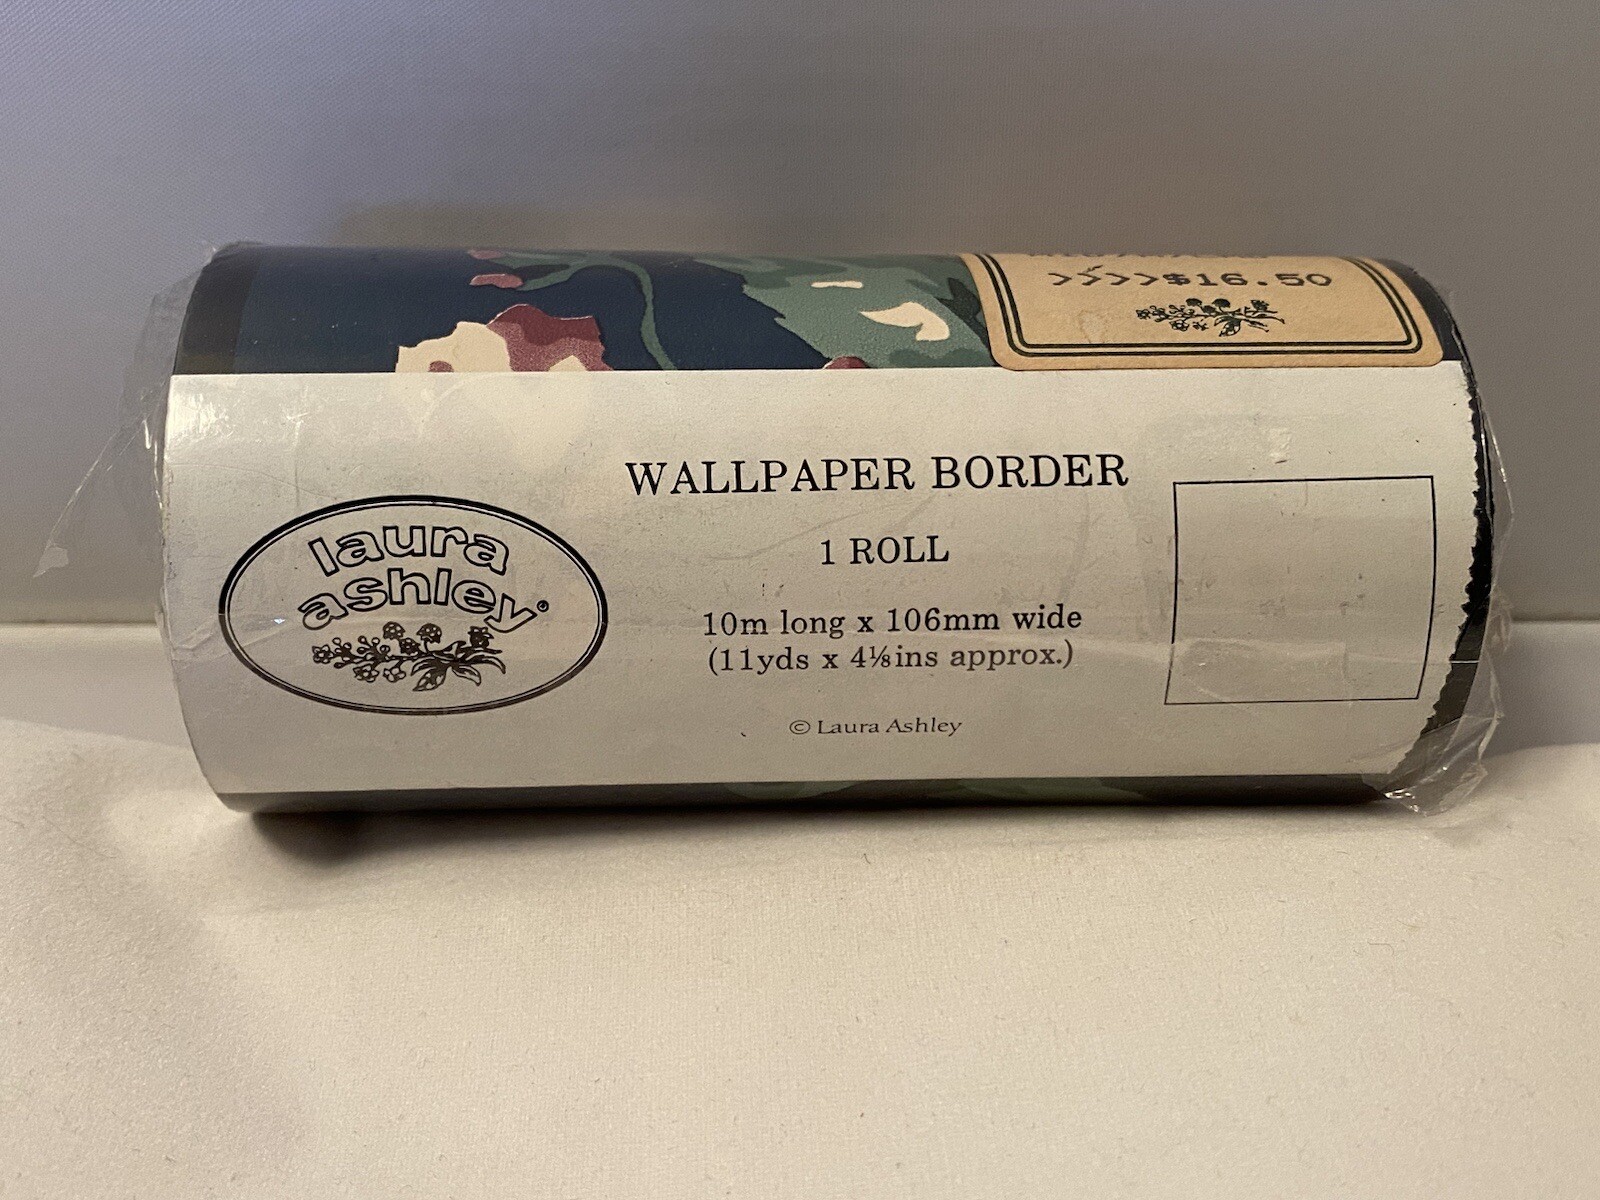 >>>>$16.50
WALLPAPER BORDER
1 ROLL
10m long x 106mm wide
(11yds x 4⅛ins approx.)
© Laura Ashley
laura
ashley®